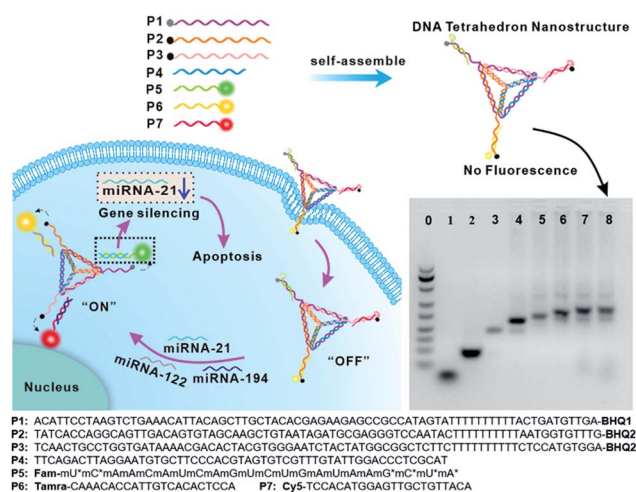 P1
P2
P3
P4
P5
P6
P7
self-assemble
DNA Tetrahedron Nanostructure
No Fluorescence
miRNA-21
Gene silencing
Apoptosis
"ON"
"OFF"
miRNA-21
miRNA-122
miRNA-194
Nucleus
0 1 2 3 4 5 6 7 8
P1: ACATTCCTAAGTCTGAAACATTACAGCTTGCTACACGAGAAGAGCCGCCATAGTATTTTTTTTTTACTGATGTTGA-BHQ1
P2: TATCACCAGGCAGTTGACAGTGTAGCAAGCTGTAATAGATGCGAGGGTCCAATACTTTTTTTTTTAATGGTGTTTG-BHQ2
P3: TCAACTGCCTGGTGATAAAACGACACTACGTGGGAATCTACTATGGCGGCTCTTCTTTTTTTTTTCTCCATGTGGA-BHQ2
P4: TTCAGACTTAGGAATGTGCTTCCCACGTAGTGTCGTTTGTATTGGACCCTCGCAT
P5: Fam-mU*mC*mAmAmCmAmUmCmAmGmUmCmUmGmAmUmAmAmG*mC*mU*mA*
P6: Tamra-CAAACACCATTGTCACACTCCA P7: Cy5-TCCACATGGAGTTGCTGTTACA